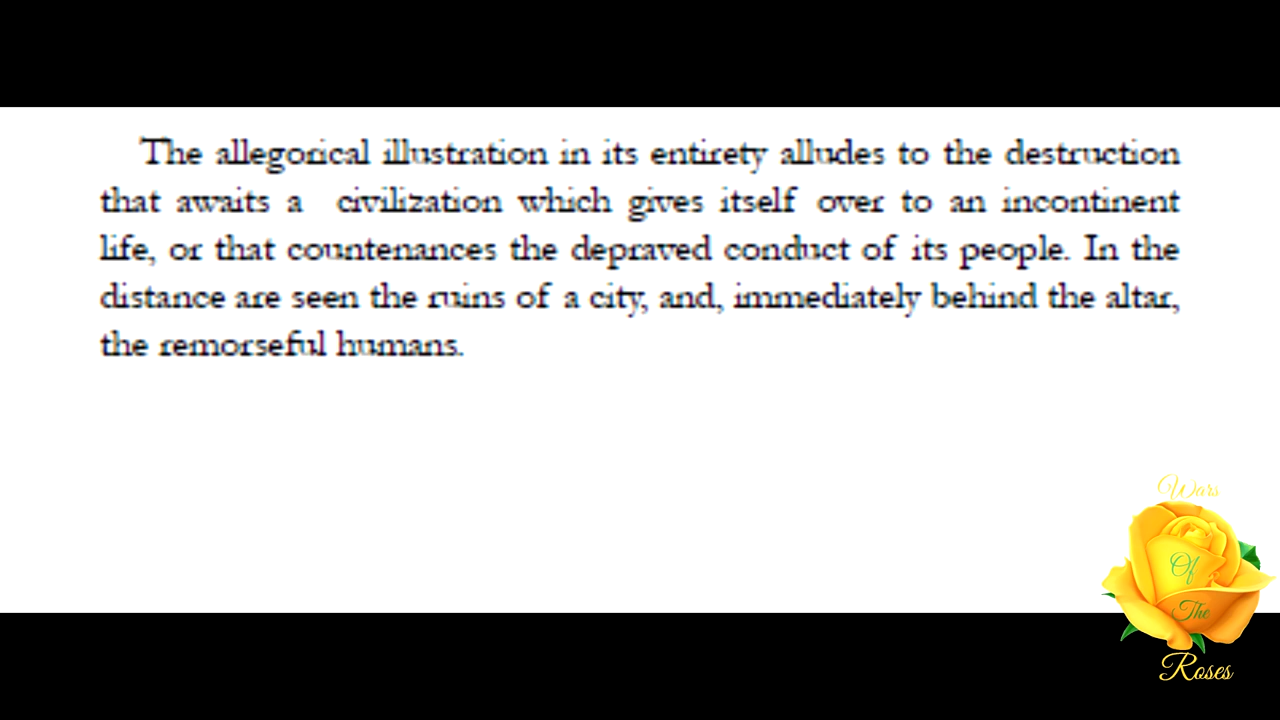 The allegorical illustration in its entirety alludes to the destruction
that awaits a civilization which gives itself over to an incontinent
life, or that countenances the depraved conduct of its people. In the
distance are seen the ruins of a city, and, immediately behind the altar,
the remorseful humans.
Wars
Of
The
Roses